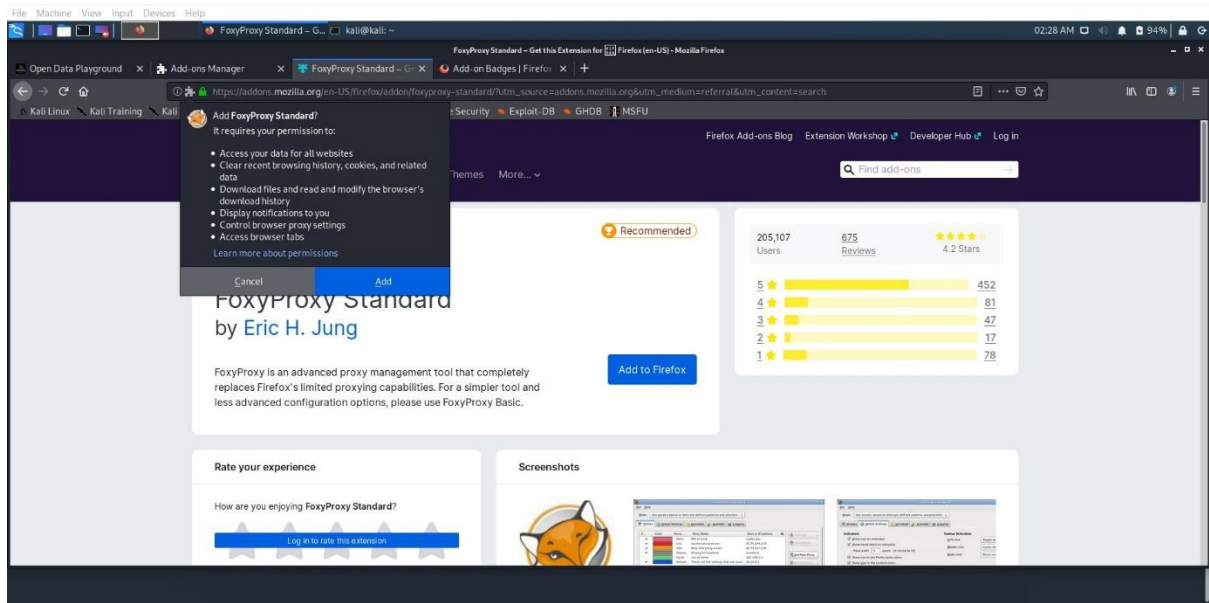 File Machine View Input Devices Help
FoxyProxy Standard – G... kali@kali: ~ 02:28 AM 94%
FoxyProxy Standard – Get this Extension for Firefox (en-US) - Mozilla Firefox
Open Data Playground Add-ons Manager FoxyProxy Standard – G Add-on Badges | Firefox
https://addons.mozilla.org/en-US/firefox/addon/foxyproxy-standard/?utm_source=addons.mozilla.org&utm_medium=referral&utm_content=search
Kali Linux Kali Training Kali e Security Exploit-DB GHDB MSFU
Add FoxyProxy Standard?
It requires your permission to:
• Access your data for all websites
• Clear recent browsing history, cookies, and related
data
• Download files and read and modify the browser's
download history
• Display notifications to you
• Control browser proxy settings
• Access browser tabs
Learn more about permissions
Cancel Add
Firefox Add-ons Blog Extension Workshop Developer Hub Log in
Themes More...
Find add-ons
Recommended
FoxyProxy Standard
by Eric H. Jung
FoxyProxy is an advanced proxy management tool that completely
replaces Firefox's limited proxying capabilities. For a simpler tool and
less advanced configuration options, please use FoxyProxy Basic.
Add to Firefox
205,107 675
Users Reviews 4.2 Stars
5 452
4 81
3 47
2 17
1 78
Rate your experience
How are you enjoying FoxyProxy Standard?
Log in to rate this extension
Screenshots